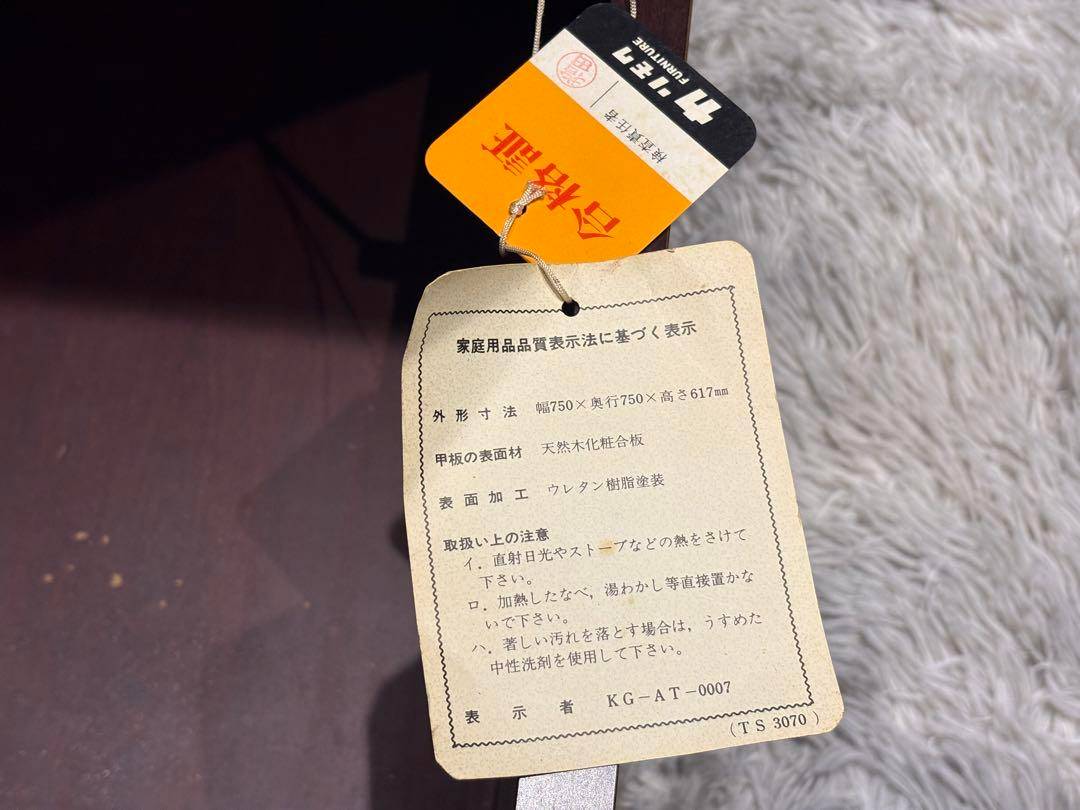 カリモク
FURNITURE
検査責任者
合格証
家庭用品品質表示法に基づく表示
外形寸法 幅750×奥行750×高さ617mm
甲板の表面材 天然木化粧合板
表面加工 ウレタン樹脂塗装
取扱い上の注意
イ．直射日光やストーブなどの熱をさけて
下さい。
ロ．加熱したなべ，湯わかし等直接置かな
いで下さい。
ハ．著しい汚れを落とす場合は，うすめた
中性洗剤を使用して下さい。
表示者 KG－AT－0007
（TS 3070）